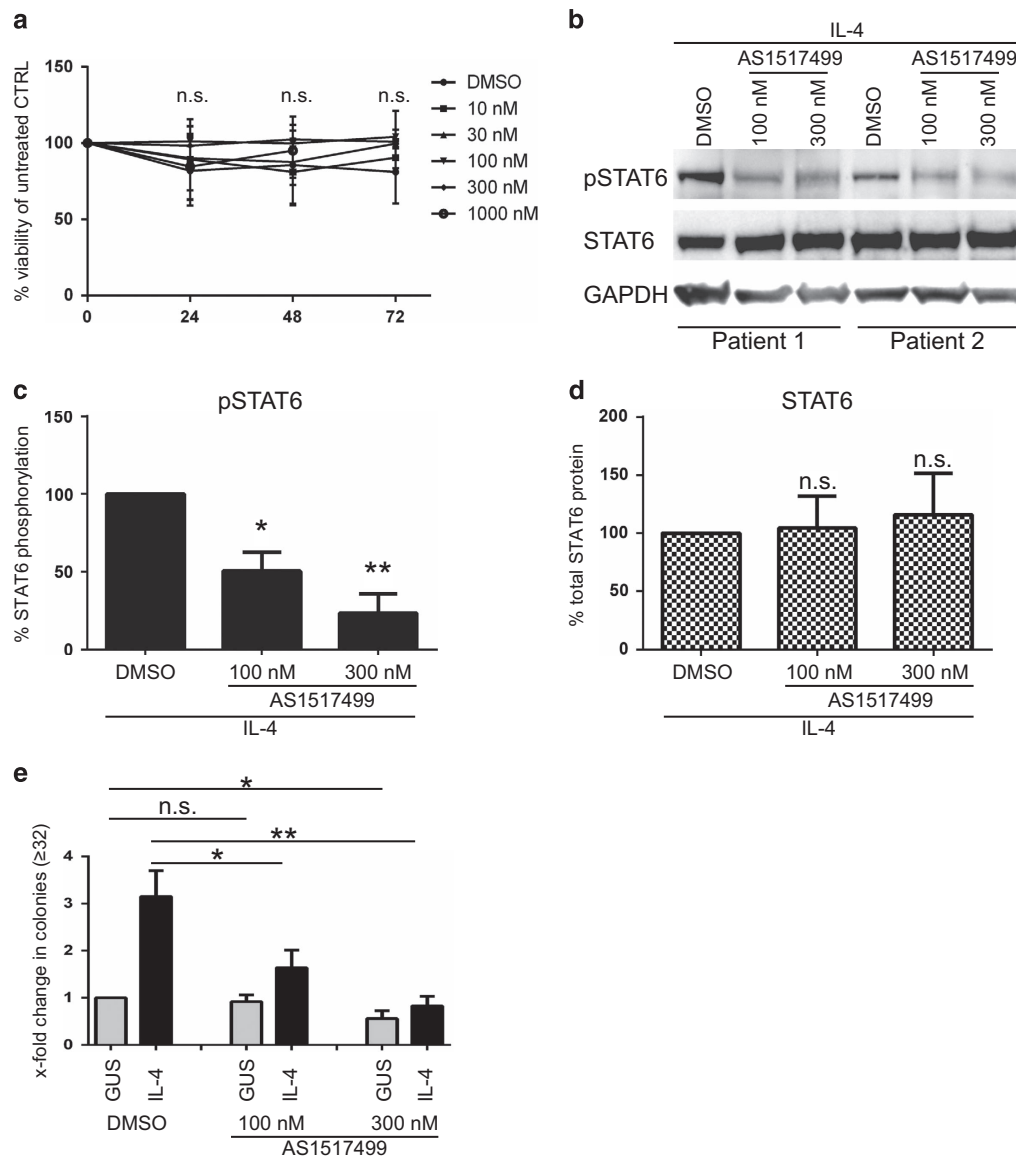 a
% viability of untreated CTRL
150
100
50
0
n.s.
n.s.
n.s.
0
24
48
72
DMSO
10 nM
30 nM
100 nM
300 nM
1000 nM
b
IL-4
AS1517499
AS1517499
DMSO
100 nM
300 nM
DMSO
100 nM
300 nM
pSTAT6
STAT6
GAPDH
Patient 1
Patient 2
c
pSTAT6
% STAT6 phosphorylation
150
100
50
0
*
**
DMSO
100 nM
300 nM
AS1517499
IL-4
d
STAT6
% total STAT6 protein
200
150
100
50
0
n.s.
n.s.
DMSO
100 nM
300 nM
AS1517499
IL-4
e
*
n.s.
**
*
x-fold change in colonies (≥32)
4
3
2
1
0
GUS
IL-4
GUS
IL-4
GUS
IL-4
DMSO
100 nM
300 nM
AS1517499